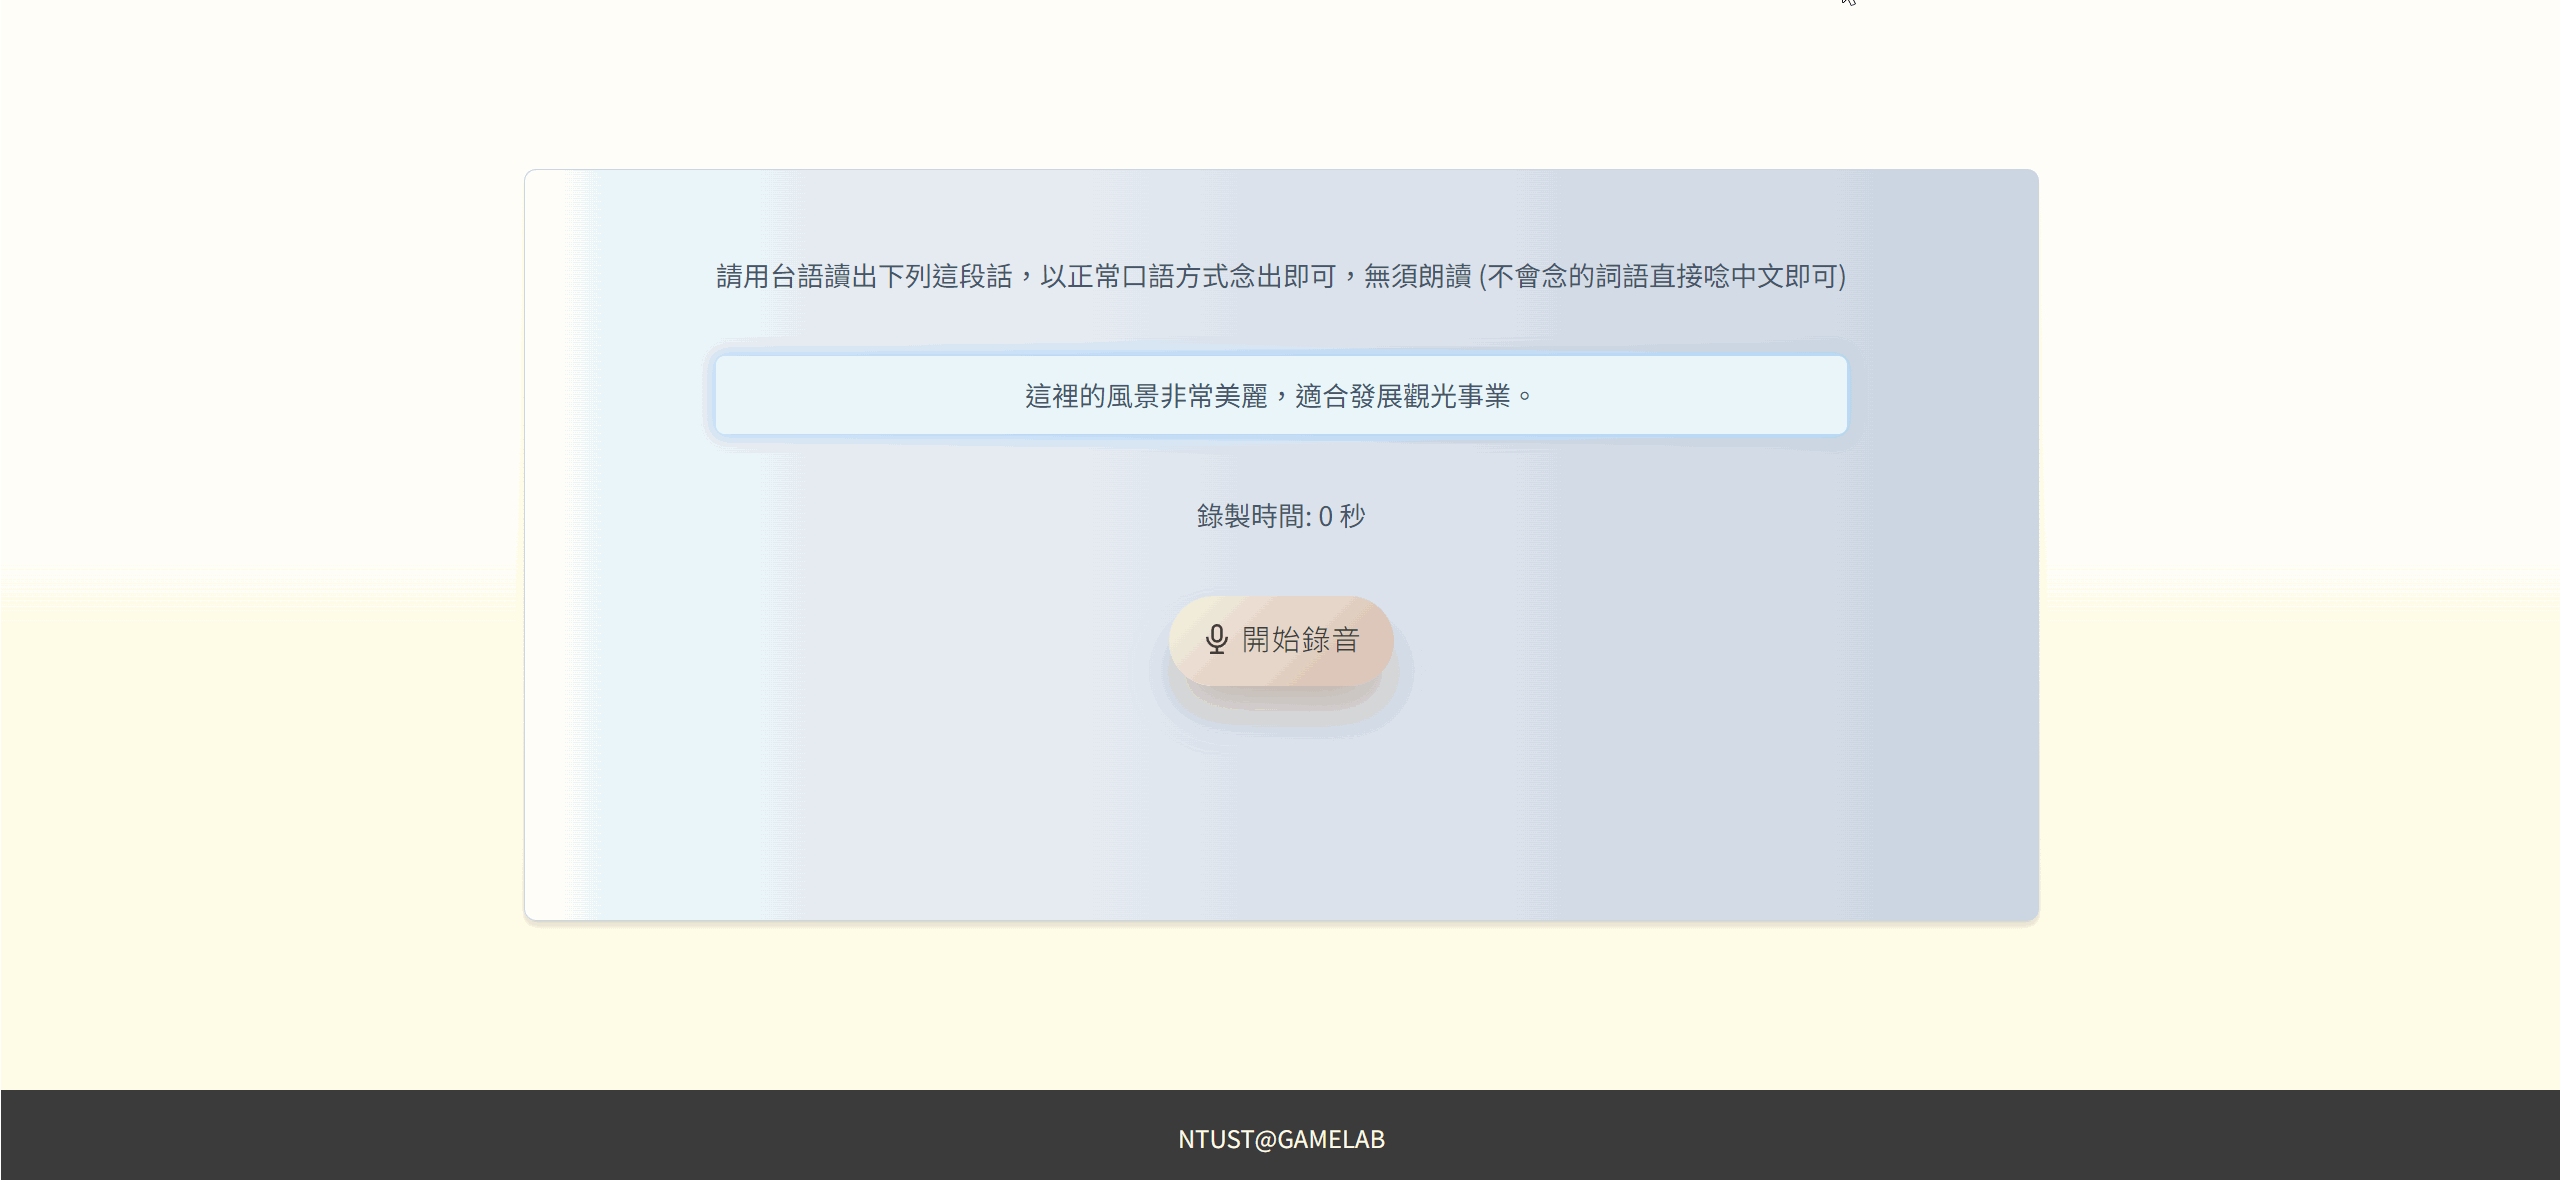 請用台語讀出下列這段話，以正常口語方式念出即可，無須朗讀 (不會念的詞語直接唸中文即可)
這裡的風景非常美麗，適合發展觀光事業。
錄製時間: 0 秒
開始錄音
NTUST@GAMELAB